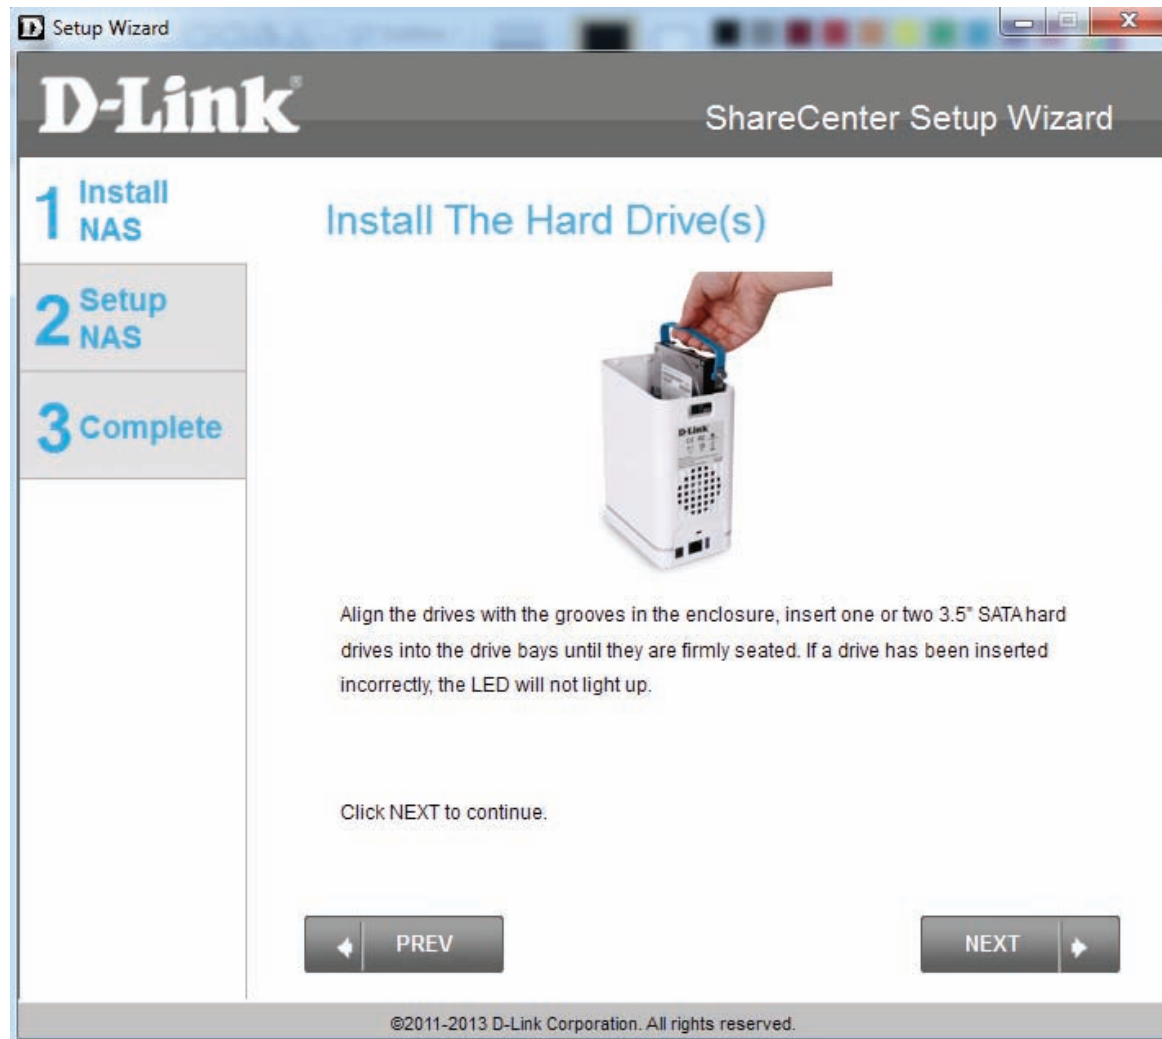 Setup Wizard
D-Link®
ShareCenter Setup Wizard
1 Install
NAS
2 Setup
NAS
3 Complete
Install The Hard Drive(s)
D-Link
Align the drives with the grooves in the enclosure, insert one or two 3.5" SATA hard
drives into the drive bays until they are firmly seated. If a drive has been inserted
incorrectly, the LED will not light up.
Click NEXT to continue.
PREV
NEXT
©2011-2013 D-Link Corporation. All rights reserved.